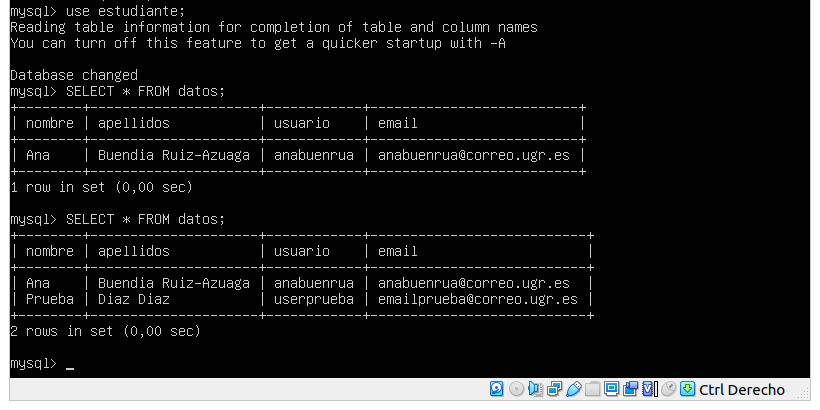 mysql> use estudiante;
Reading table information for completion of table and column names
You can turn off this feature to get a quicker startup with -A
Database changed
mysql> SELECT * FROM datos;
+--------+---------------------+------------+--------------------------+
| nombre | apellidos           | usuario    | email                    |
+--------+---------------------+------------+--------------------------+
| Ana    | Buendia Ruiz-Azuaga | anabuenrua | anabuenrua@correo.ugr.es |
+--------+---------------------+------------+--------------------------+
1 row in set (0,00 sec)
mysql> SELECT * FROM datos;
+--------+---------------------+------------+---------------------------+
| nombre | apellidos           | usuario    | email                     |
+--------+---------------------+------------+---------------------------+
| Ana    | Buendia Ruiz-Azuaga | anabuenrua | anabuenrua@correo.ugr.es  |
| Prueba | Diaz Diaz           | userprueba | emailprueba@correo.ugr.es |
+--------+---------------------+------------+---------------------------+
2 rows in set (0,00 sec)
mysql> _
Ctrl Derecho